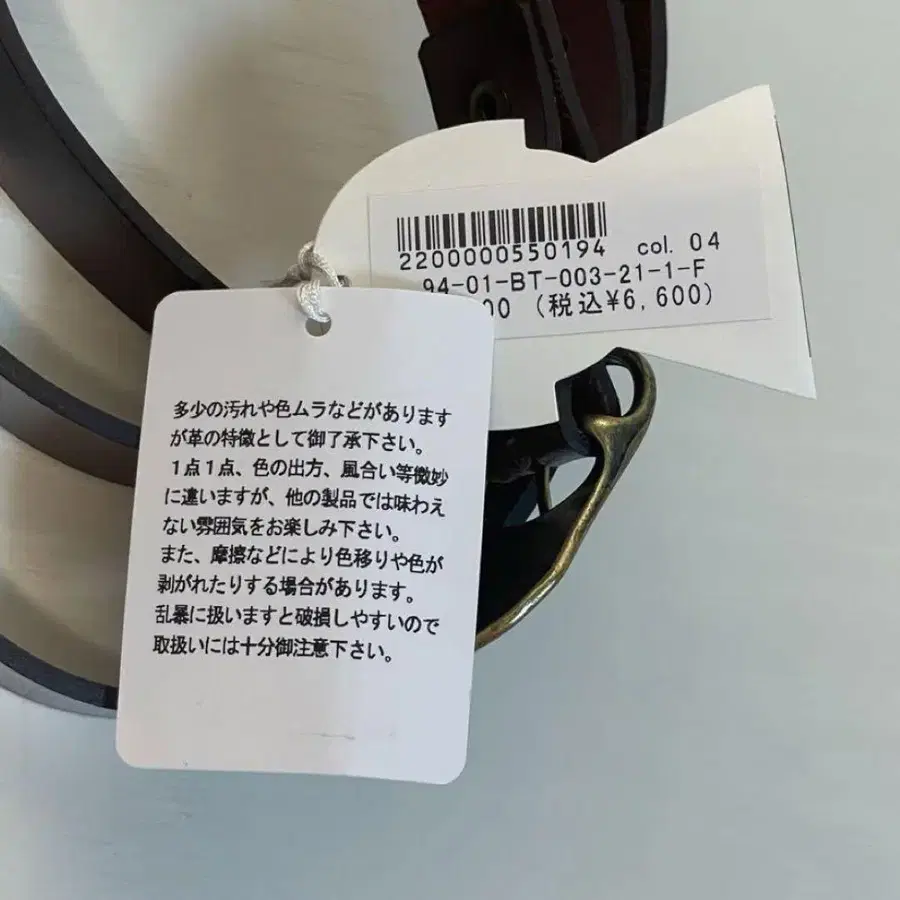 2200000550194 col. 04
94-01-BT-003-21-1-F
00 (税込¥6,600)
多少の汚れや色ムラなどがあります
が革の特徴として御了承下さい。
1点1点、色の出方、風合い等微妙
に違いますが、他の製品では味わえ
ない雰囲気をお楽しみ下さい。
また、摩擦などにより色移りや色が
剥がれたりする場合があります。
乱暴に扱いますと破損しやすいので
取扱いには十分御注意下さい。